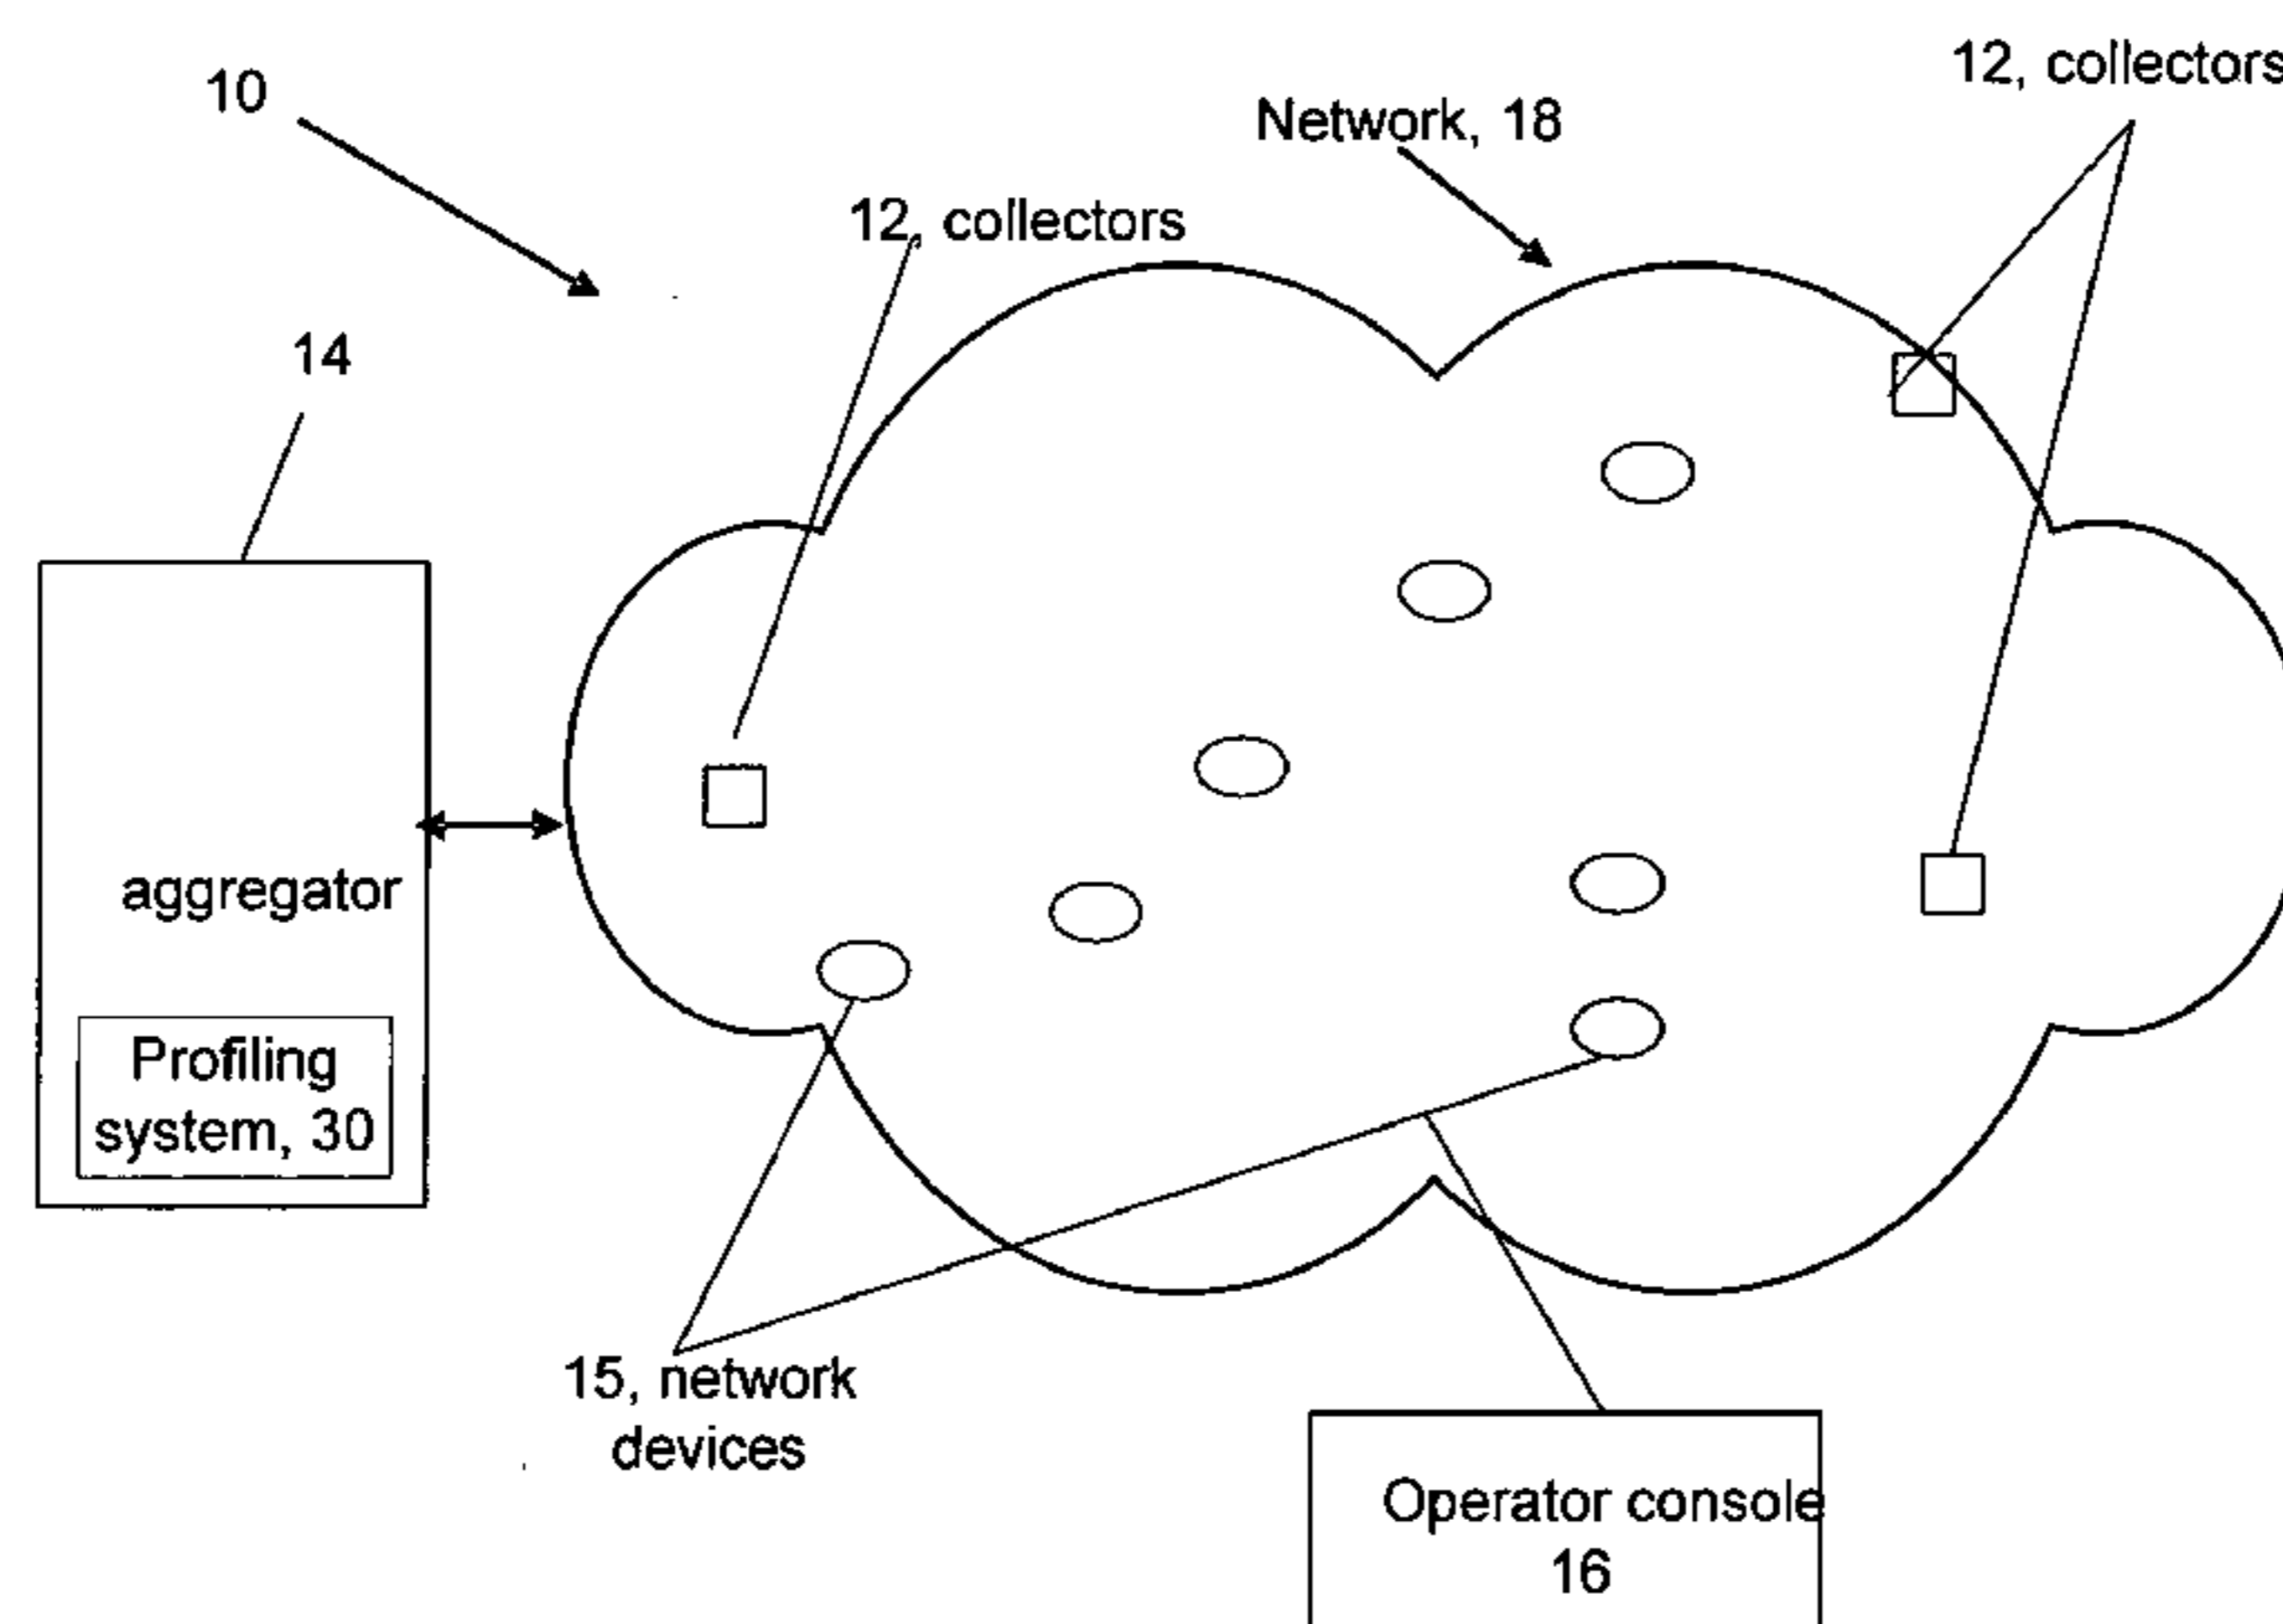 12, collectors
10
Network, 18
12, collectors
14
aggregator
Profiling
system, 30
15, network
devices
Operator console
16